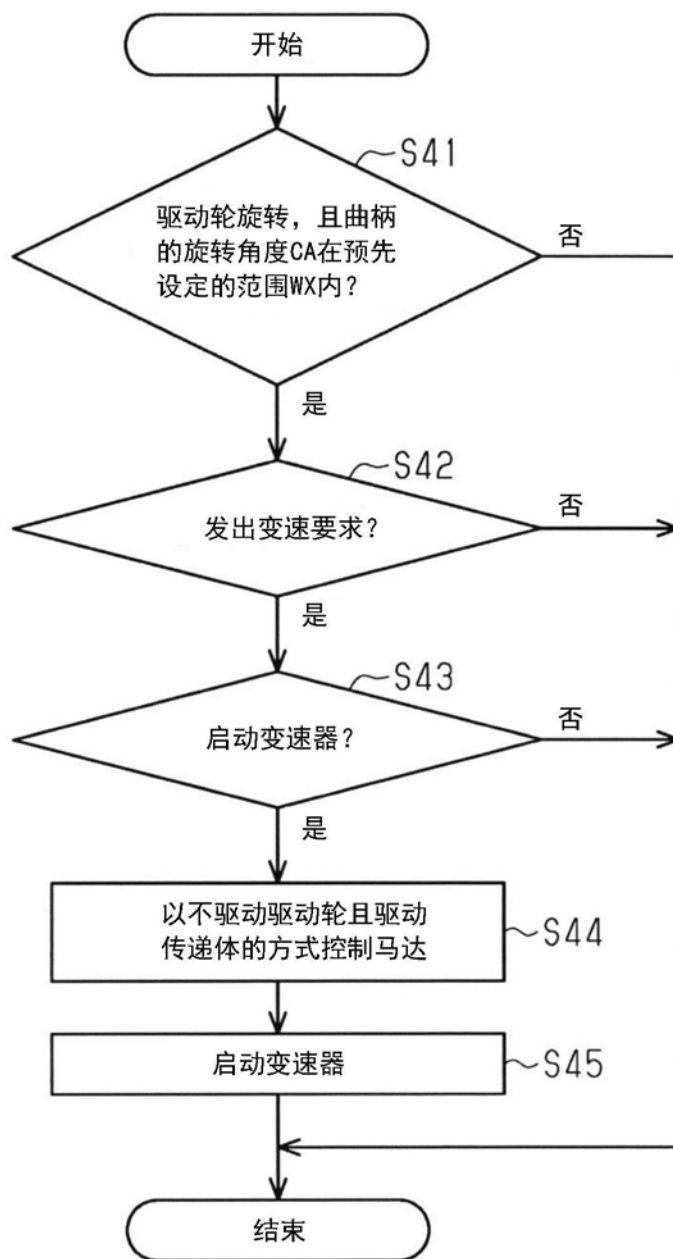 开始
S41
驱动轮旋转，且曲柄
的旋转角度CA在预先
设定的范围WX内?
否
是
S42
发出变速要求?
否
是
S43
启动变速器?
否
是
以不驱动驱动轮且驱动
传递体的方式控制马达
S44
启动变速器
S45
结束